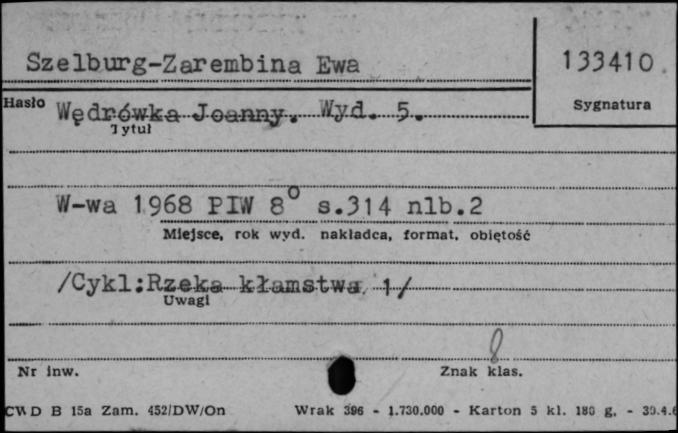 Szelburg-Zarembina Ewa
133410
Hasło
Sygnatura
Wędrówka Joanny. Wyd. 5.
Tytuł
W-wa 1968 PIW 8° s.314 nlb.2
Miejsce, rok wyd. nakładca, format, objętość
/Cykl:Rzeka kłamstwa 1/
Uwagi
8
Nr inw.
Znak klas.
CWD B 15a Zam. 452/DW/On Wrak 396 - 1.730.000 - Karton 5 kl. 180 g. -